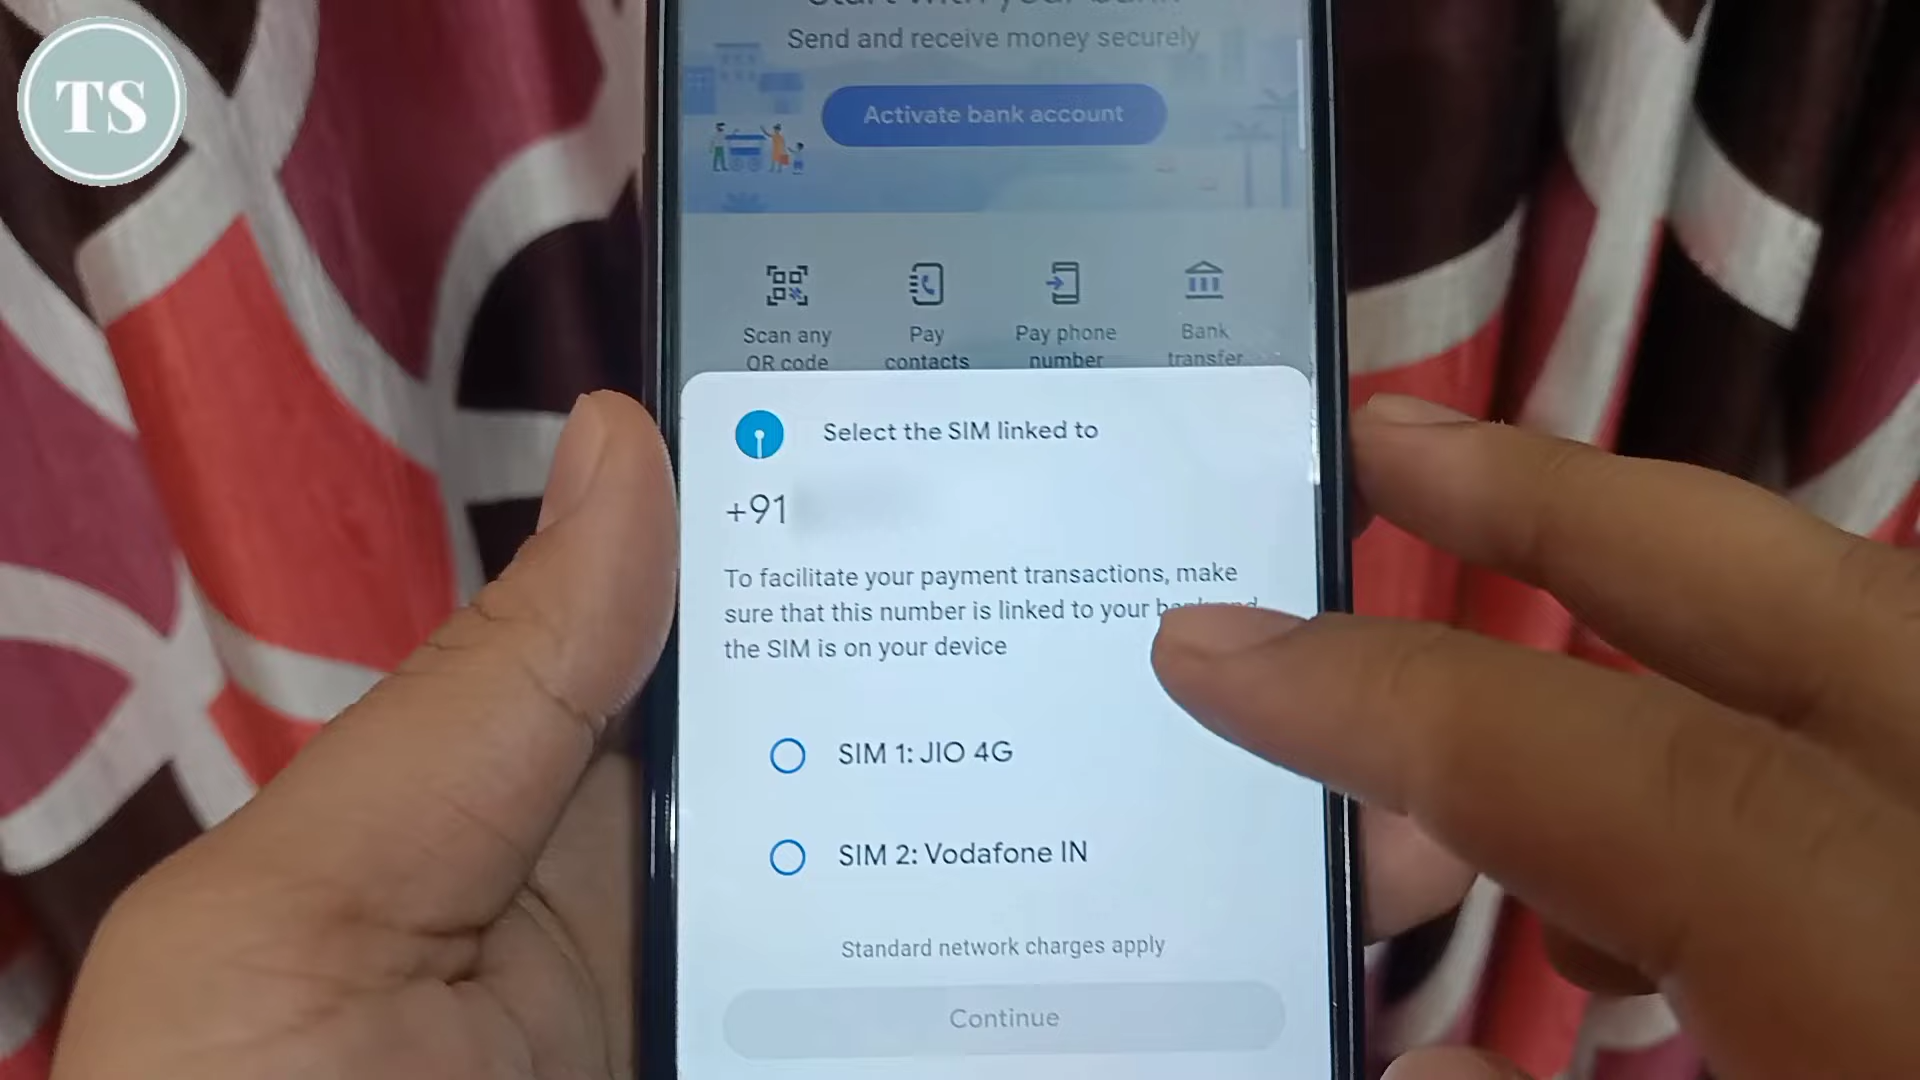 TS
Send and receive money securely
Activate bank account
Scan any
QR code
Pay
contacts
Pay phone
number
Bank
transfer
Select the SIM linked to
+91
To facilitate your payment transactions, make
sure that this number is linked to your
the SIM is on your device
SIM 1: JIO 4G
SIM 2: Vodafone IN
Standard network charges apply
Continue